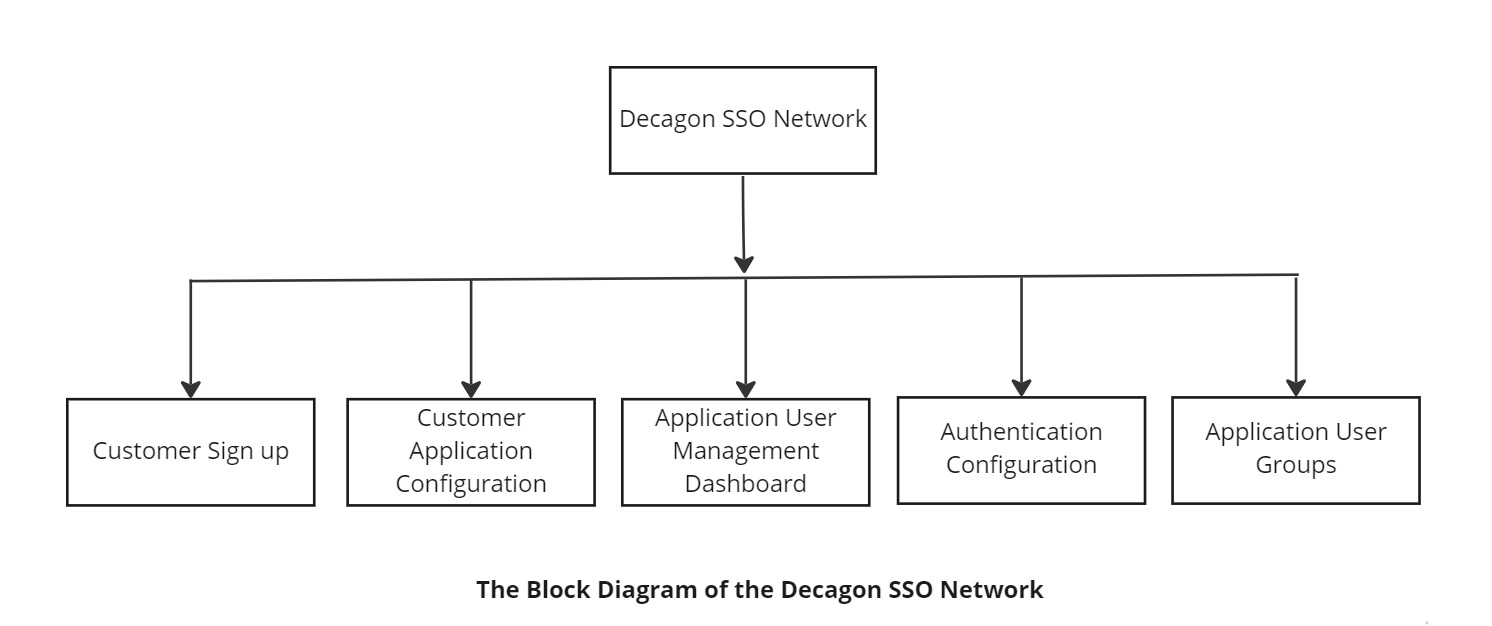 Decagon SSO Network
Customer Sign up
Customer
Application
Configuration
Application User
Management
Dashboard
Authentication
Configuration
Application User
Groups
The Block Diagram of the Decagon SSO Network